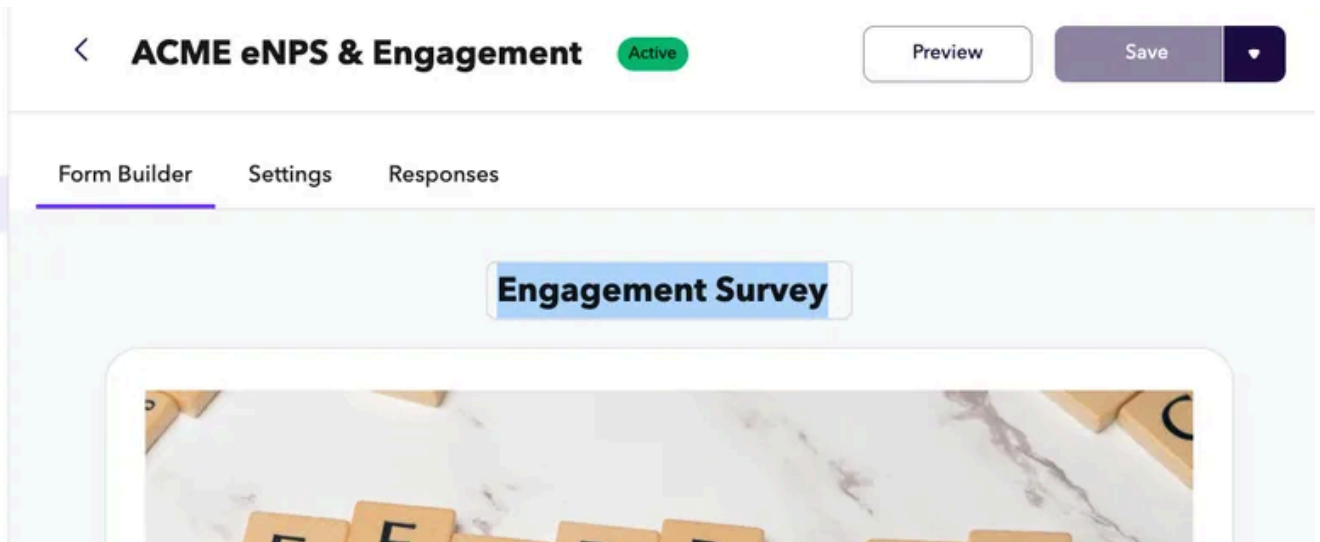 ACME eNPS & Engagement Active Preview Save
Form Builder Settings Responses
Engagement Survey